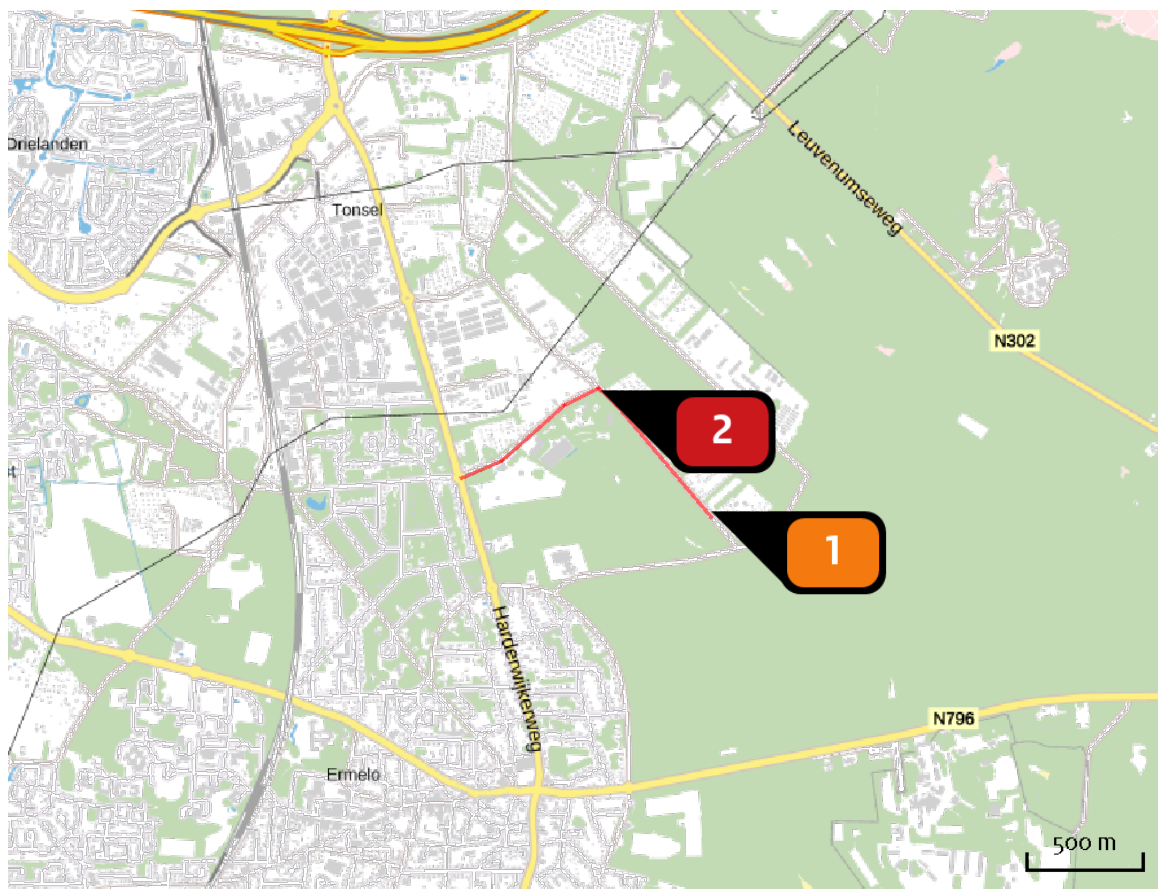 Drielanden
Tonsel
Leuvenumseweg
N302
2
1
Harderwijkerweg
N796
Ermelo
500 m